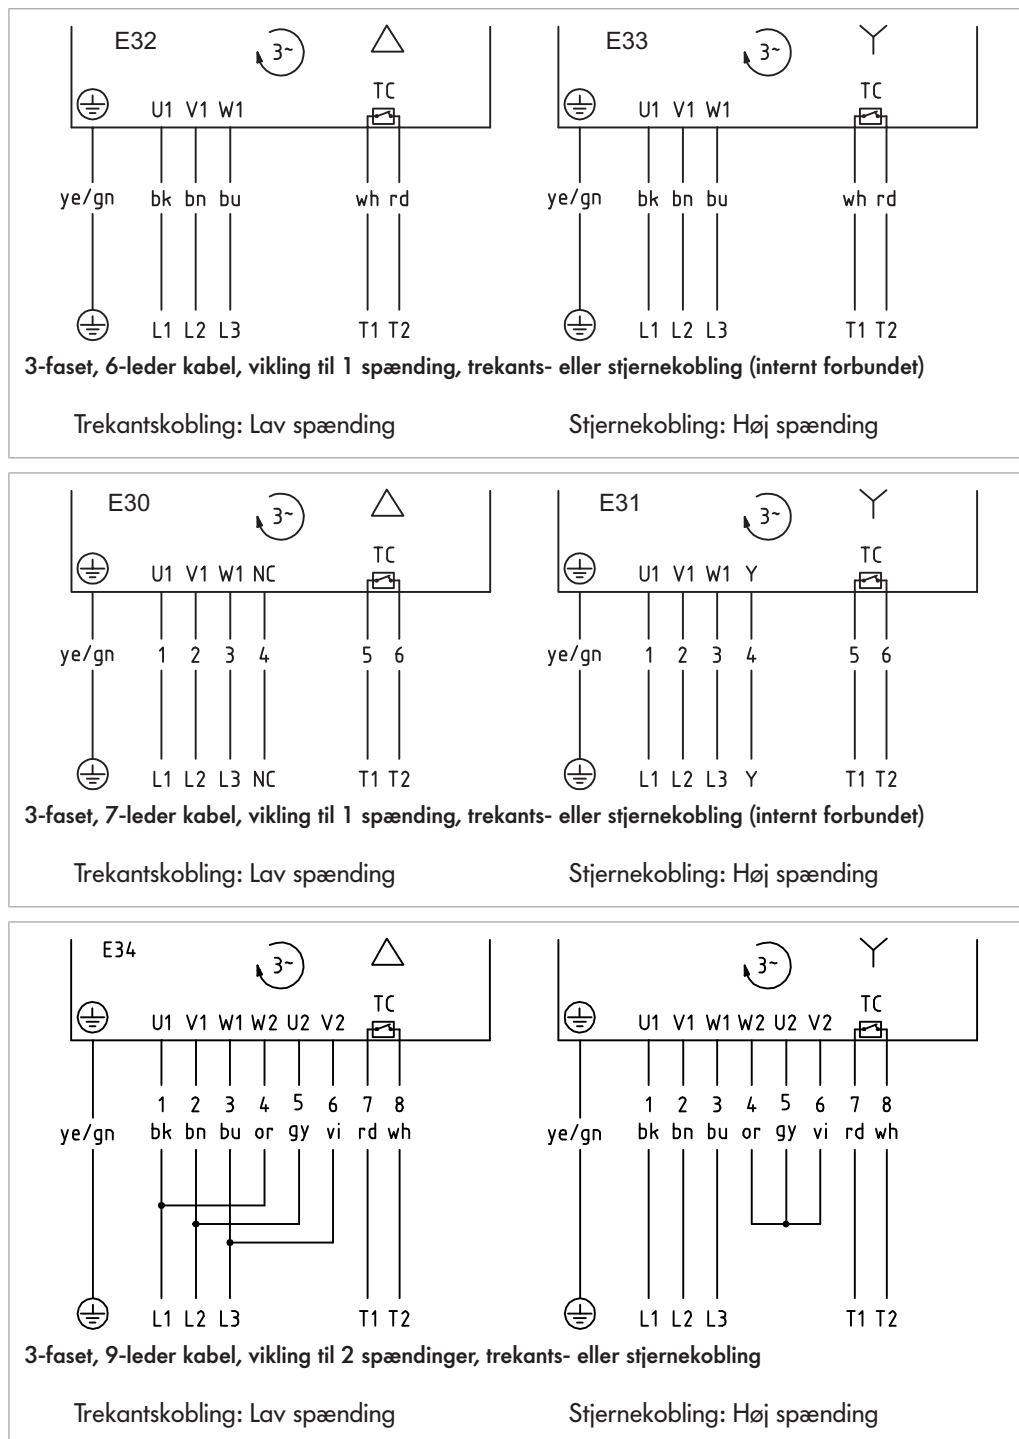 E32 3~ E33 3~
TC TC
U1 V1 W1 U1 V1 W1
ye/gn bk bn bu wh rd ye/gn bk bn bu wh rd
L1 L2 L3 T1 T2 L1 L2 L3 T1 T2
3-faset, 6-leder kabel, vikling til 1 spænding, trekants- eller stjernekobling (internt forbundet)
Trekantskobling: Lav spænding Stjernekobling: Høj spænding
E30 3~ E31 3~
TC TC
U1 V1 W1 NC U1 V1 W1 Y
ye/gn 1 2 3 4 5 6 ye/gn 1 2 3 4 5 6
L1 L2 L3 NC T1 T2 L1 L2 L3 Y T1 T2
3-faset, 7-leder kabel, vikling til 1 spænding, trekants- eller stjernekobling (internt forbundet)
Trekantskobling: Lav spænding Stjernekobling: Høj spænding
E34 3~ 3~
TC TC
U1 V1 W1 W2 U2 V2 U1 V1 W1 W2 U2 V2
1 2 3 4 5 6 7 8 1 2 3 4 5 6 7 8
ye/gn bk bn bu or gy vi rd wh ye/gn bk bn bu or gy vi rd wh
L1 L2 L3 T1 T2 L1 L2 L3 T1 T2
3-faset, 9-leder kabel, vikling til 2 spændinger, trekants- eller stjernekobling
Trekantskobling: Lav spænding Stjernekobling: Høj spænding